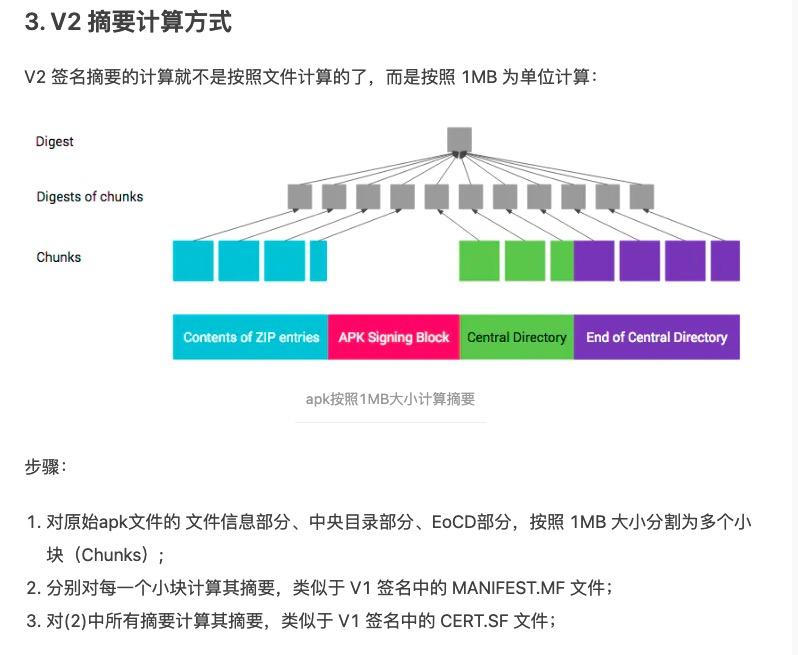 3. V2 摘要计算方式
V2 签名摘要的计算就不是按照文件计算的了，而是按照 1MB 为单位计算：
Digest
Digests of chunks
Chunks
Contents of ZIP entries APK Signing Block Central Directory End of Central Directory
apk按照1MB大小计算摘要
步骤：
1. 对原始apk文件的 文件信息部分、中央目录部分、EoCD部分，按照 1MB 大小分割为多个小
块（Chunks）;
2. 分别对每一个小块计算其摘要，类似于 V1 签名中的 MANIFEST.MF 文件；
3. 对(2)中所有摘要计算其摘要，类似于 V1 签名中的 CERT.SF 文件；